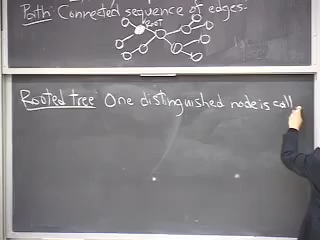 Path: Connected sequence of edges.
ROOT
Rooted tree One distinguished node is call